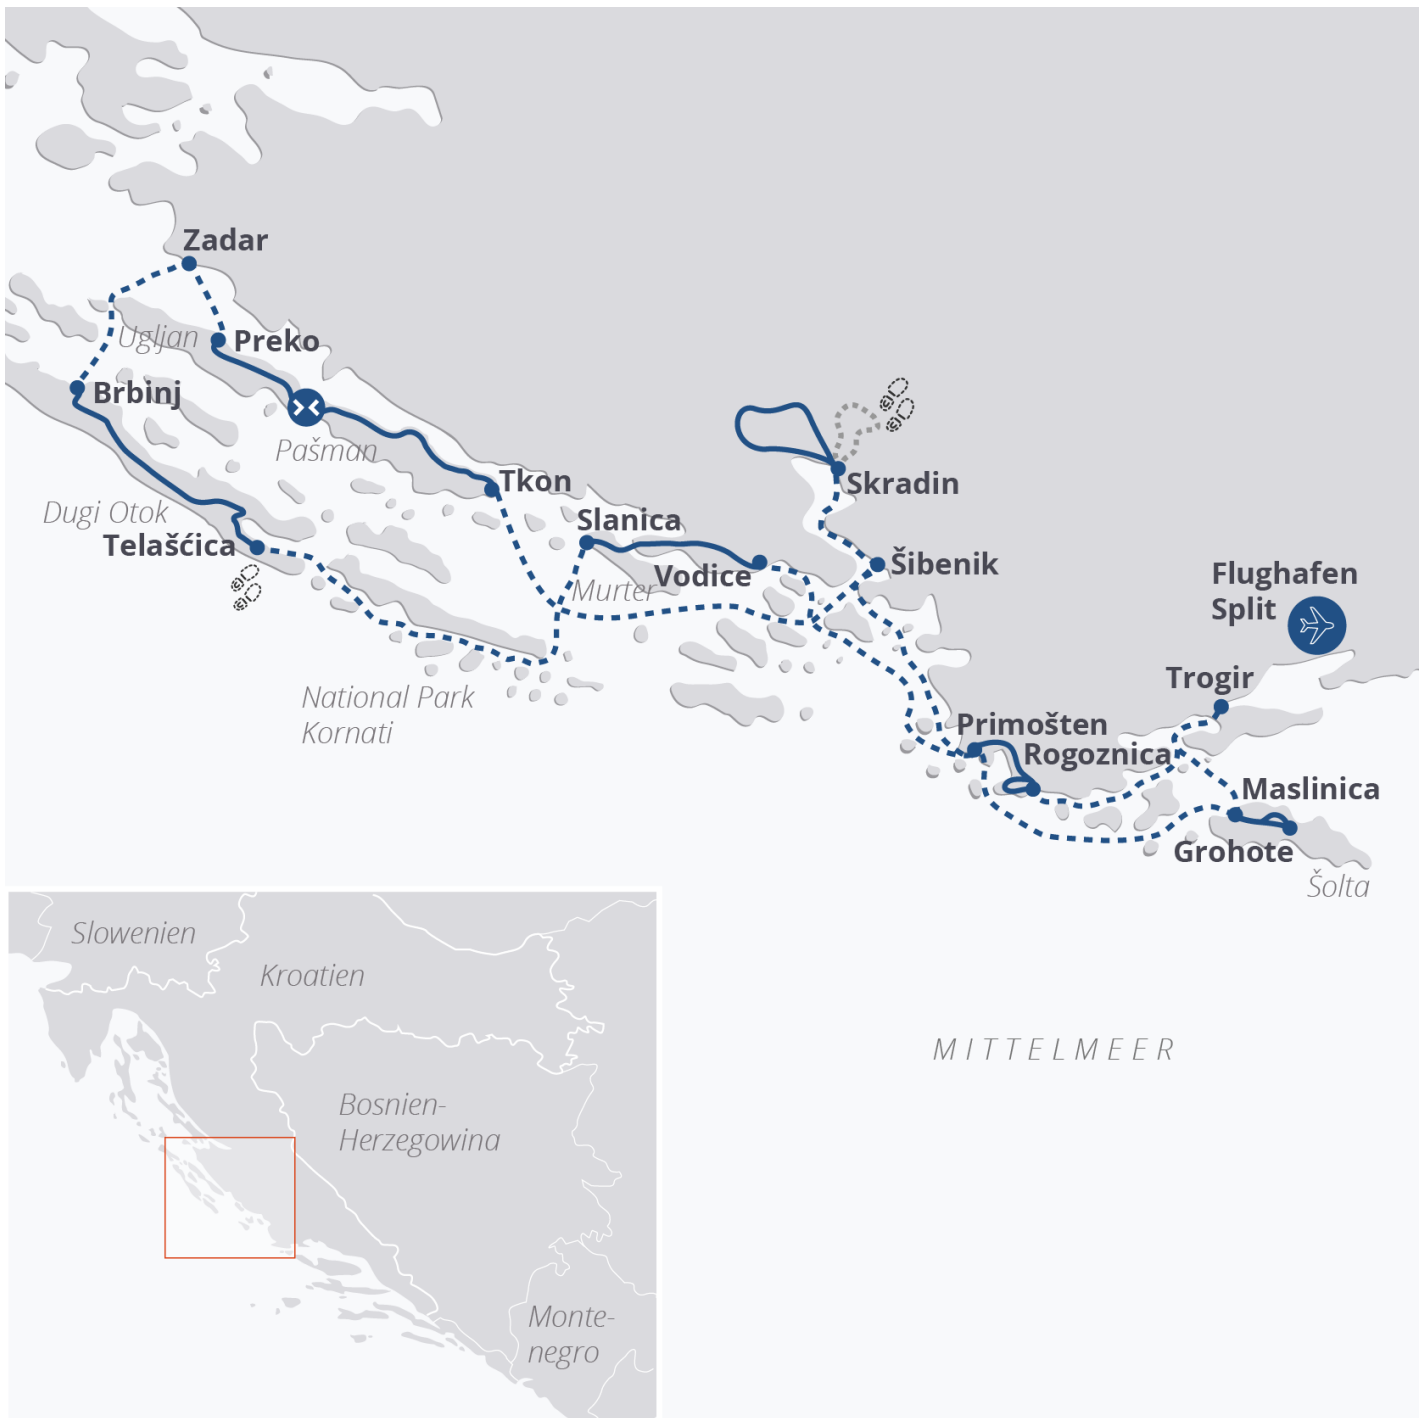 Zadar
Ugljan
Preko
Brbinj
Pašman
Skradin
Tkon
Dugi Otok
Slanica
Telašćica
Vodice
Šibenik
Murter
Flughafen
Split
Trogir
National Park
Kornati
Primošten
Rogoznica
Maslinica
Grohote
Šolta
Slowenien
Kroatien
MITTELMEER
Bosnien-
Herzegowina
Monte-
negro